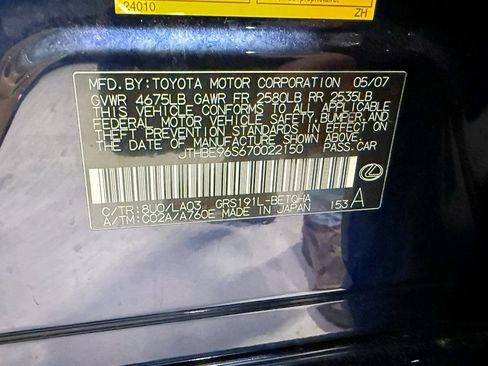 24010
ZH
MFD.BY:TOYOTA MOTOR CORPORATION 05/07
GVWR 4675LB GAWR FR 2580LB RR 2535LB
THIS VEHICLE CONFORMS TO ALL APPLICABLE
FEDERAL MOTOR VEHICLE SAFETY,BUMPER,AND
THEFT PREVENTION STANDARDS IN EFFECT ON
THE DATE OF MANUFACTURE SHOWN ABOVE.
JTHBE96S670022150 PASS.CAR
C/TR:8U0/LA03 GRS191L-BETQHA
A/TM:C02A/A760E MADE IN JAPAN 153 A